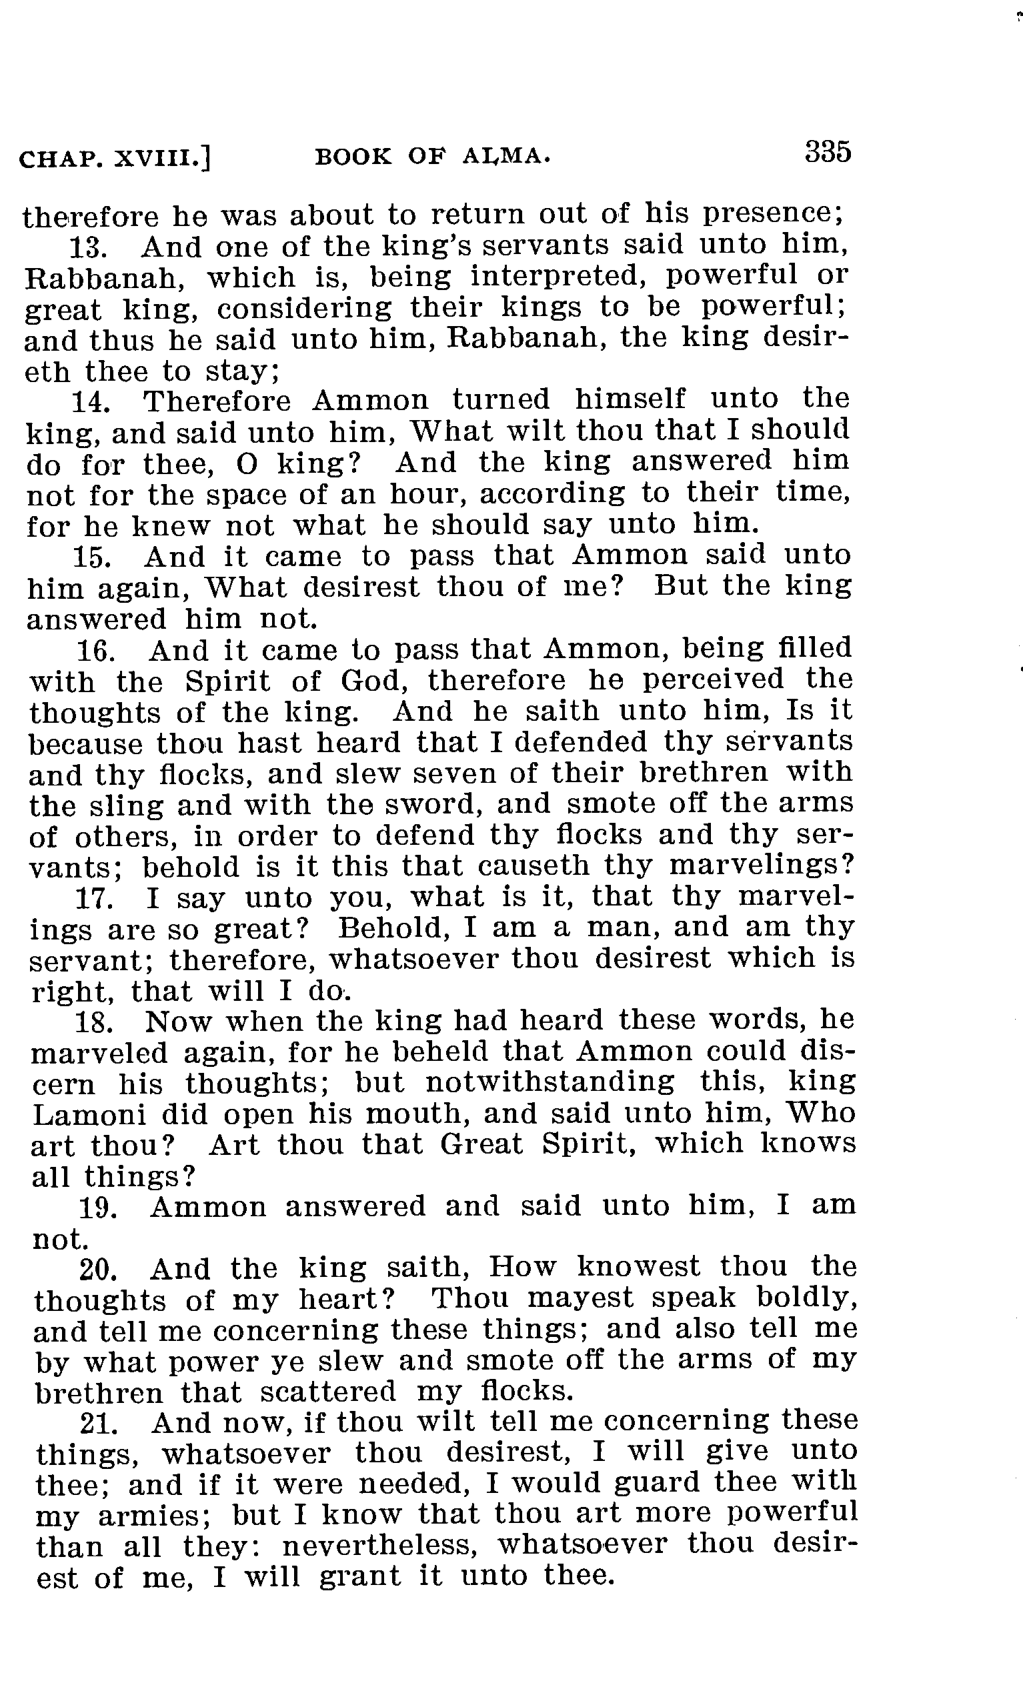 CHAP. XVIII.] BOOK OF ALMA. 335
therefore he was about to return out of his presence;
13. And one of the king's servants said unto him,
Rabbanah, which is, being interpreted, powerful or
great king, considering their kings to be powerful;
and thus he said unto him, Rabbanah, the king desir-
eth thee to stay;
14. Therefore Ammon turned himself unto the
king, and said unto him, What wilt thou that I should
do for thee, O king? And the king answered him
not for the space of an hour, according to their time,
for he knew not what he should say unto him.
15. And it came to pass that Ammon said unto
him again, What desirest thou of me? But the king
answered him not.
16. And it came to pass that Ammon, being filled
with the Spirit of God, therefore he perceived the
thoughts of the king. And he saith unto him, Is it
because thou hast heard that I defended thy servants
and thy flocks, and slew seven of their brethren with
the sling and with the sword, and smote off the arms
of others, in order to defend thy flocks and thy ser-
vants; behold is it this that causeth thy marvelings?
17. I say unto you, what is it, that thy marvel-
ings are so great? Behold, I am a man, and am thy
servant; therefore, whatsoever thou desirest which is
right, that will I do.
18. Now when the king had heard these words, he
marveled again, for he beheld that Ammon could dis-
cern his thoughts; but notwithstanding this, king
Lamoni did open his mouth, and said unto him, Who
art thou? Art thou that Great Spirit, which knows
all things?
19. Ammon answered and said unto him, I am
not.
20. And the king saith, How knowest thou the
thoughts of my heart? Thou mayest speak boldly,
and tell me concerning these things; and also tell me
by what power ye slew and smote off the arms of my
brethren that scattered my flocks.
21. And now, if thou wilt tell me concerning these
things, whatsoever thou desirest, I will give unto
thee; and if it were needed, I would guard thee with
my armies; but I know that thou art more powerful
than all they: nevertheless, whatsoever thou desir-
est of me, I will grant it unto thee.